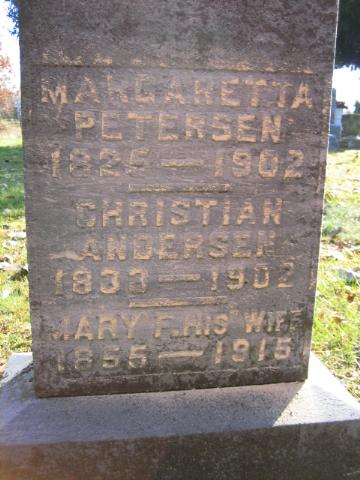 MARGARETTA
PETERSEN
1825 — 1902
CHRISTIAN
ANDERSEN
1833 — 1902
MARY F. HIS WIFE
1855 — 1915